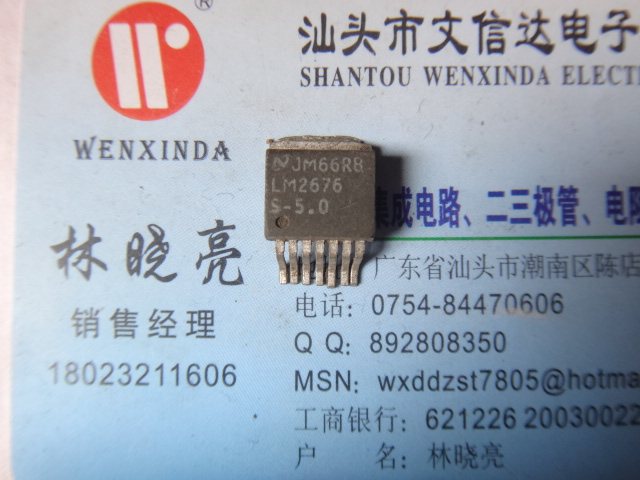 ®
汕头市文信达电子
SHANTOU WENXINDA ELECT
WENXINDA
JM66RB
LM2676
S-5.0
集成电路、二三极管、电阻
林晓亮
销售经理
18023211606
广东省汕头市潮南区陈店
电话：0754-84470606
Q Q：892808350
MSN：wxddzst7805@hotma
工商银行：621226 20030022
户 名：林晓亮